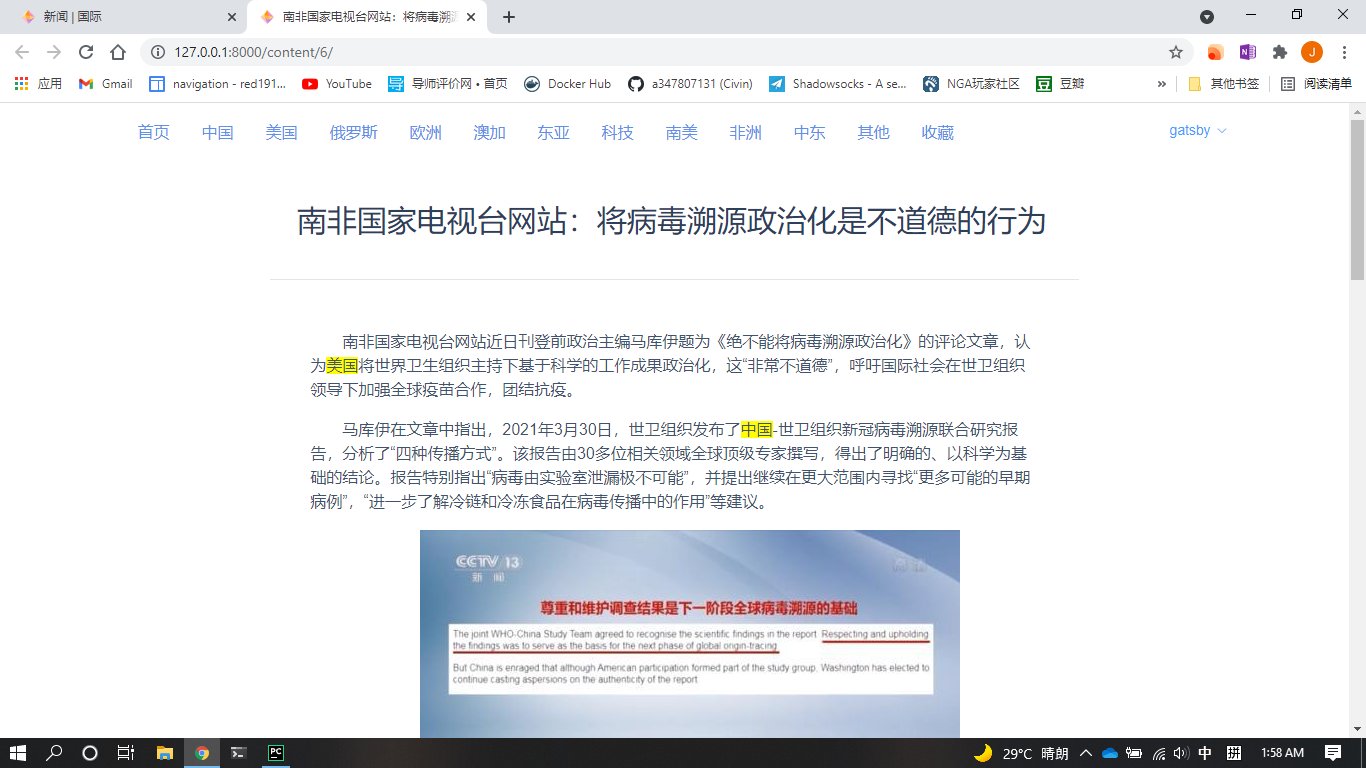 新闻 | 国际
南非国家电视台网站：将病毒溯源
127.0.0.1:8000/content/6/
J
应用 Gmail navigation - red191... YouTube 导师评价网 • 首页 Docker Hub a347807131 (Civin) Shadowsocks - A se... NGA玩家社区 豆 豆瓣 » 其他书签 阅读清单
首页 中国 美国 俄罗斯 欧洲 澳加 东亚 科技 南美 非洲 中东 其他 收藏 gatsby
南非国家电视台网站：将病毒溯源政治化是不道德的行为
南非国家电视台网站近日刊登前政治主编马库伊题为《绝不能将病毒溯源政治化》的评论文章，认
为美国将世界卫生组织主持下基于科学的工作成果政治化，这“非常不道德”，呼吁国际社会在世卫组织
领导下加强全球疫苗合作，团结抗疫。
马库伊在文章中指出，2021年3月30日，世卫组织发布了中国-世卫组织新冠病毒溯源联合研究报
告，分析了“四种传播方式”。该报告由30多位相关领域全球顶级专家撰写，得出了明确的、以科学为基
础的结论。报告特别指出“病毒由实验室泄漏极不可能”，并提出继续在更大范围内寻找“更多可能的早期
病例”，“进一步了解冷链和冷冻食品在病毒传播中的作用”等建议。
CCTV 13
新 闻
尊重和维护调查结果是下一阶段全球病毒溯源的基础
The joint WHO-China Study Team agreed to recognise the scientific findings in the report. Respecting and upholding
the findings was to serve as the basis for the next phase of global origin-tracing.
But China is enraged that although American participation formed part of the study group, Washington has elected to
continue casting aspersions on the authenticity of the report
PC 29°C 晴朗 中 拼 1:58 AM